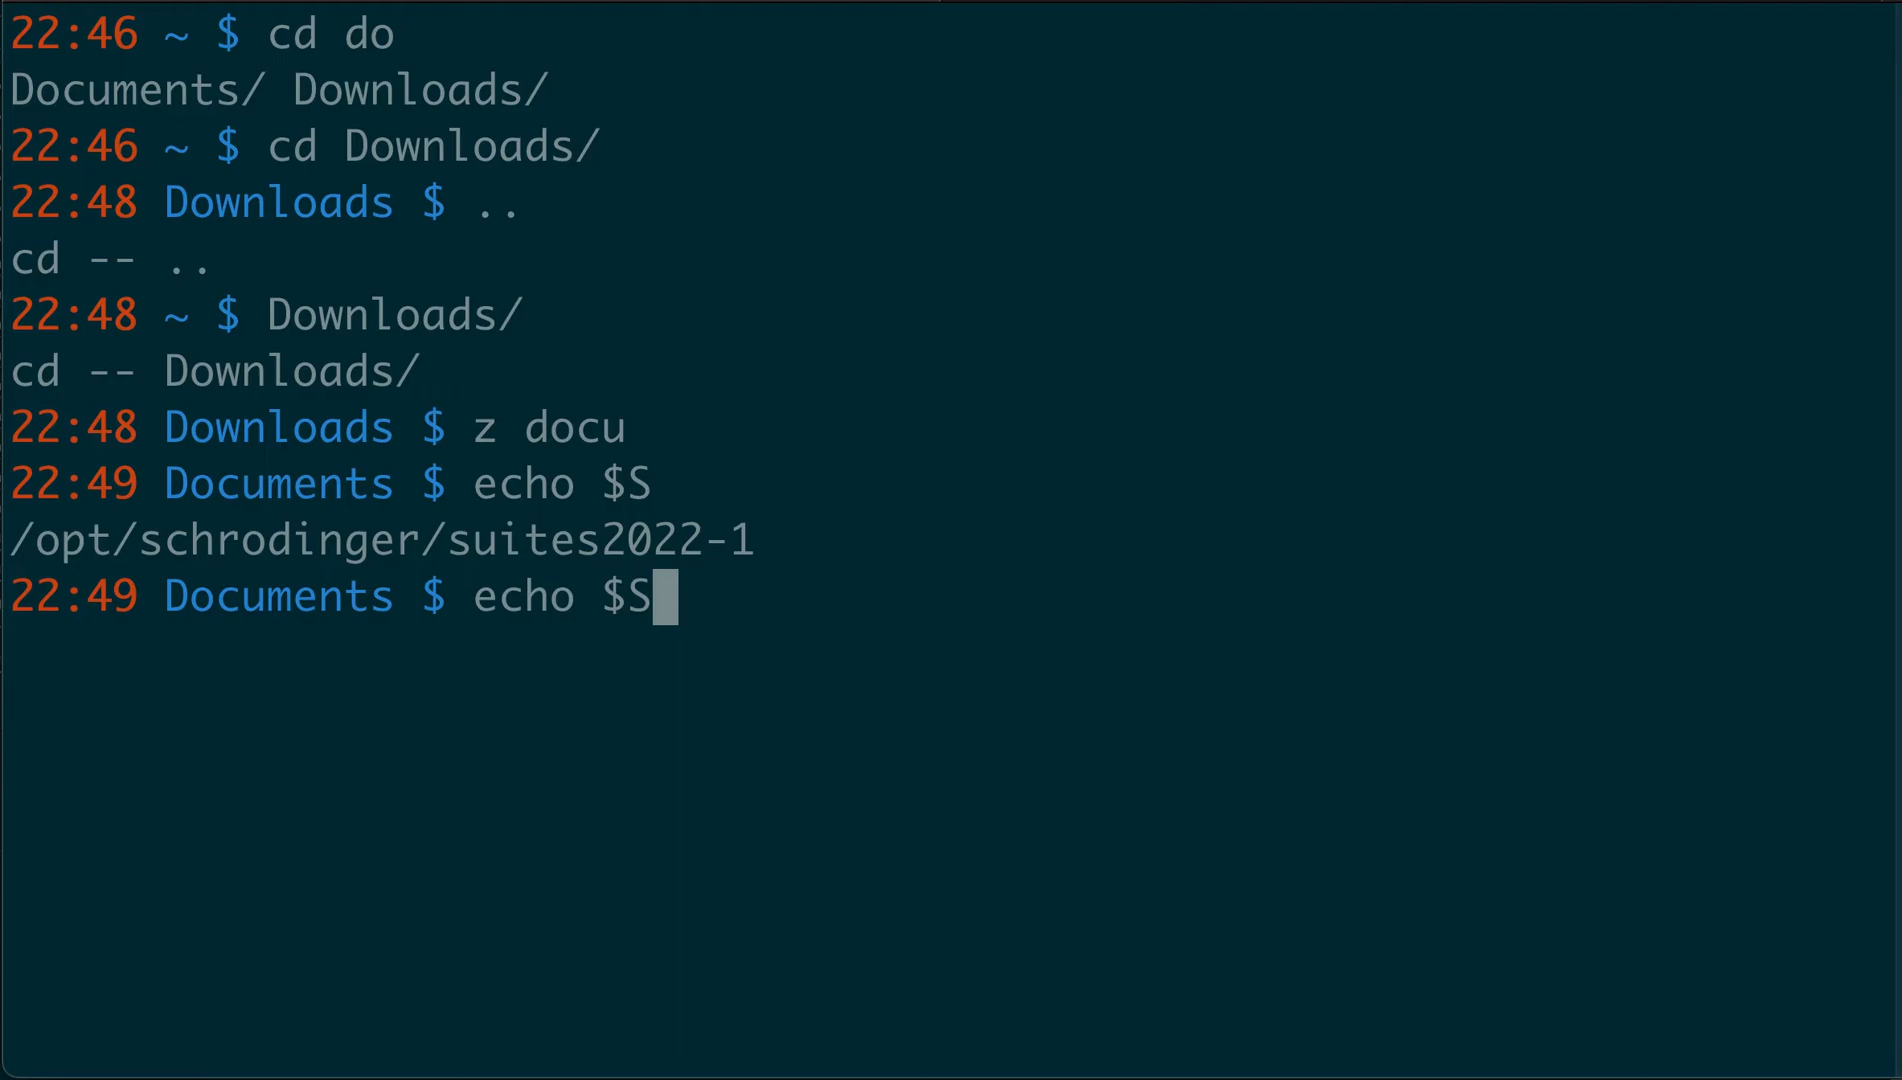 22:46 ~ $ cd do
Documents/ Downloads/
22:46 ~ $ cd Downloads/
22:48 Downloads $ ..
cd -- ..
22:48 ~ $ Downloads/
cd -- Downloads/
22:48 Downloads $ z docu
22:49 Documents $ echo $S
/opt/schrodinger/suites2022-1
22:49 Documents $ echo $S